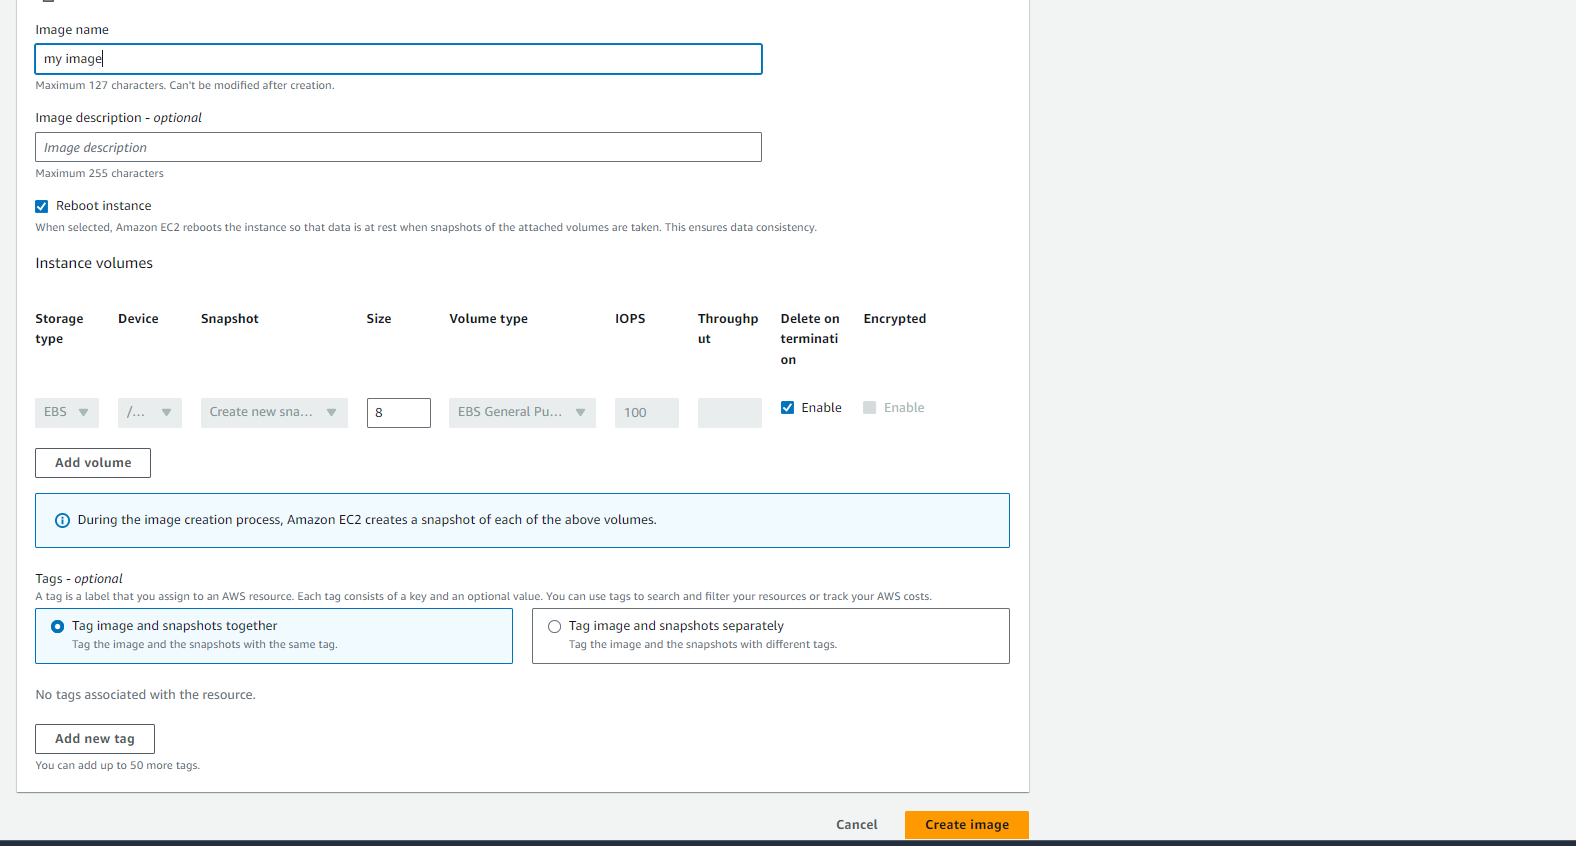 Image name
my image
Maximum 127 characters. Can't be modified after creation.
Image description - optional
Image description
Maximum 255 characters
Reboot instance
When selected, Amazon EC2 reboots the instance so that data is at rest when snapshots of the attached volumes are taken. This ensures data consistency.
Instance volumes
Storage type Device Snapshot Size Volume type IOPS Throughput Delete on termination Encrypted
EBS /... Create new sna... 8 EBS General Pu... 100 Enable Enable
Add volume
During the image creation process, Amazon EC2 creates a snapshot of each of the above volumes.
Tags - optional
A tag is a label that you assign to an AWS resource. Each tag consists of a key and an optional value. You can use tags to search and filter your resources or track your AWS costs.
Tag image and snapshots together
Tag the image and the snapshots with the same tag.
Tag image and snapshots separately
Tag the image and the snapshots with different tags.
No tags associated with the resource.
Add new tag
You can add up to 50 more tags.
Cancel Create image